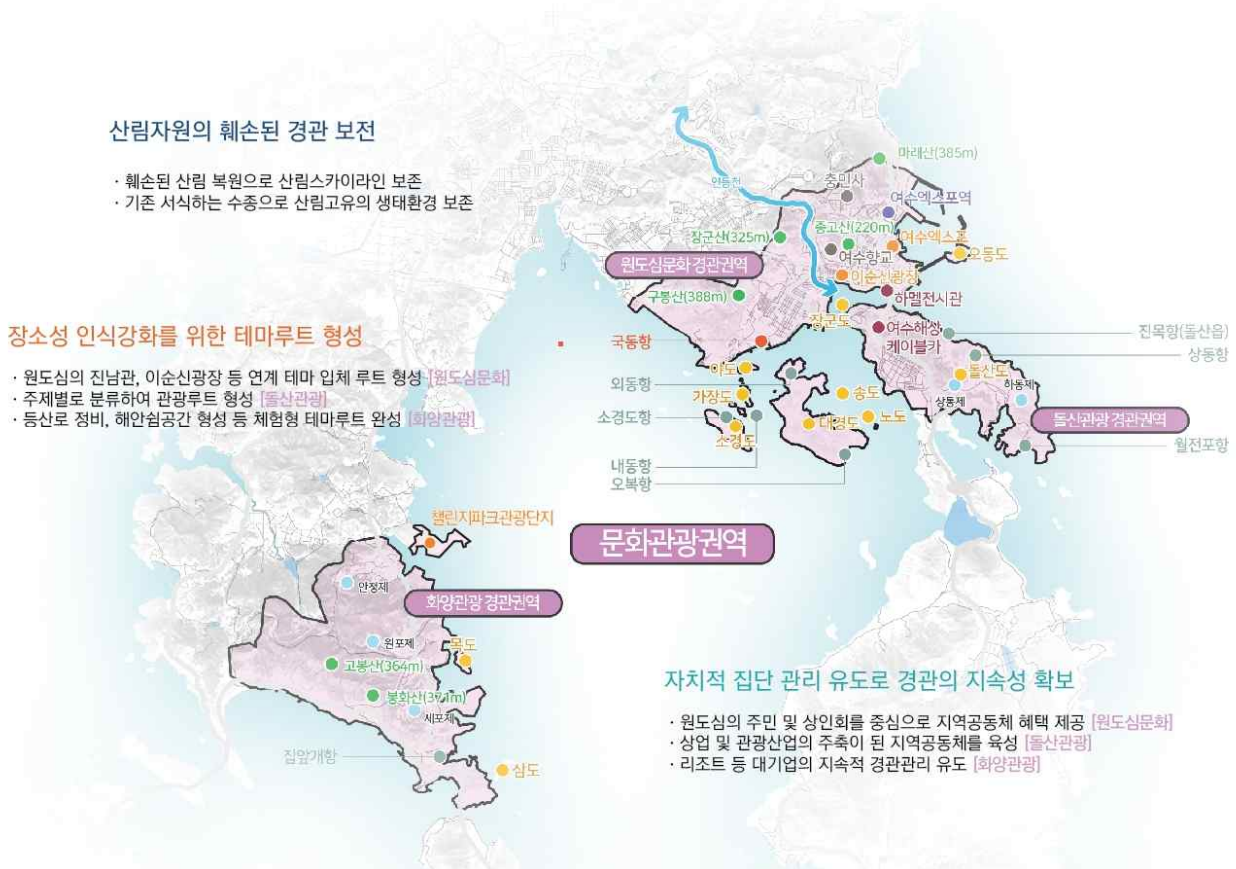 산림자원의 훼손된 경관 보전
· 훼손된 산림 복원으로 산림스카이라인 보존
· 기존 서식하는 수종으로 산림고유의 생태환경 보존
장소성 인식강화를 위한 테마루트 형성
· 원도심의 진남관, 이순신광장 등 연계 테마 입체 루트 형성 [원도심문화]
· 주제별로 분류하여 관광루트 형성 [돌산관광]
· 등산로 정비, 해안쉼공간 형성 등 체험형 테마루트 완성 [화양관광]
마래산(385m)
연등천
충민사
여수엑스포역
장군산(325m)
종고산(220m)
여수엑스포
여수향교
오동도
원도심문화 경관권역
이순신광장
구봉산(388m)
하멜전시관
장군도
국동항
여수해상
케이블카
진목항(돌산읍)
상동항
야도
외동항
돌산도
하동제
가장도
송도
상동제
소경도항
대경도
노도
돌산관광 경관권역
소경도
월전포항
내동항
오복항
챌린지파크관광단지
문화관광권역
안정제
화양관광 경관권역
원포제
목도
고봉산(364m)
봉화산(371m)
세포제
집앞개항
삼도
자치적 집단 관리 유도로 경관의 지속성 확보
· 원도심의 주민 및 상인회를 중심으로 지역공동체 혜택 제공 [원도심문화]
· 상업 및 관광산업의 주축이 된 지역공동체를 육성 [돌산관광]
· 리조트 등 대기업의 지속적 경관관리 유도 [화양관광]